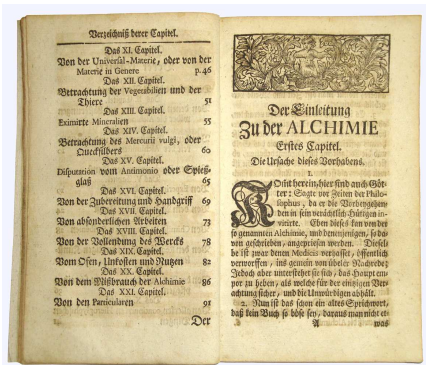 Verzeichniß derer Capitel.
Das XI. Capitel.
Von der Universal-Materie, oder von der
Materie in Genere p. 46
Das XII. Capitel.
Betrachtung der Vegetabilien und der
Thiere 51
Das XIII. Capitel.
Eximirte Mineralien 55
Das XIV. Capitel.
Betrachtung des Mercurii vulgi, oder
Quecksilbers 60
Das XV. Capitel.
Disputation vom Antimonio oder Spieß-
glaß 65
Das XVI. Capitel.
Von der Zubereitung und Handgriff 69
Das XVII. Capitel.
Von absonderlichen Arbeiten 73
Das XVIII. Capitel.
Von der Vollendung des Wercks 78
Das XIX. Capitel.
Vom Ofen, Unkosten und Nutzen 82
Das XX. Capitel.
Von dem Mißbrauch der Alchimie 86
Das XXI. Capitel.
Von den Particularen 91
Der
Der Einleitung
Zu der ALCHIMIE
Erstes Capitel.
Die Ursache dieses Vorhabens.
1.
Komt herein, hier sind auch Göt-
ter: Sagte vor Zeiten der Philo-
sophus, da er die Vorbeygehen-
den in sein verächtlich Hüttgen in-
vitirte. Eben dieses kan von der
so genannten Alchimie, und denenjenigen, so da-
von geschrieben, angepriesen werden. Diesel-
be ist zwar denen Medicis verhasset, öffentlich
verworffen, ins gemein von übeler Nachrede;
Jedoch aber unterstehet sie sich, das Haupt em-
por zu heben, als welche für der einzigen Ver-
achtung sicher, und die Unwürdigen abhält.
2. Nun ist das schon ein altes Sprichwort,
daß kein Buch so böse sey, daraus man nicht et-
A was